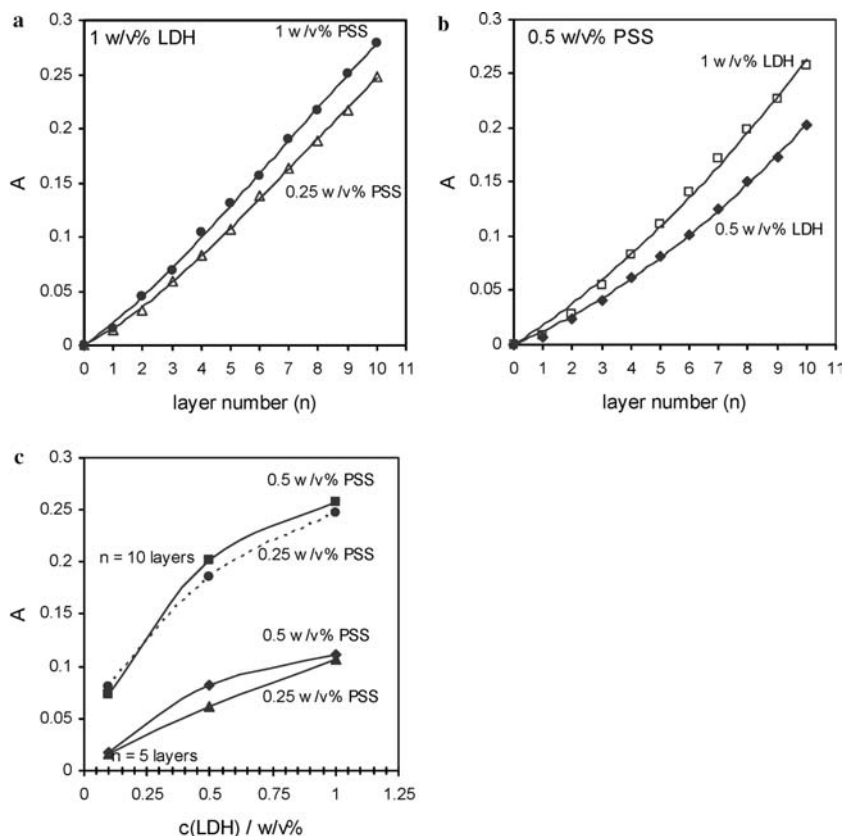 a
1 w/v% LDH
1 w/v% PSS
0.25 w/v% PSS
0.3
0.25
0.2
0.15
0.1
0.05
0
A
0 1 2 3 4 5 6 7 8 9 10 11
layer number (n)
b
0.5 w/v% PSS
1 w/v% LDH
0.5 w/v% LDH
0.3
0.25
0.2
0.15
0.1
0.05
0
A
0 1 2 3 4 5 6 7 8 9 10 11
layer number (n)
c
0.5 w/v% PSS
n = 10 layers
0.25 w/v% PSS
0.5 w/v% PSS
0.25 w/v% PSS
n = 5 layers
0.3
0.25
0.2
0.15
0.1
0.05
0
A
0 0.25 0.5 0.75 1 1.25
c(LDH) / w/v%